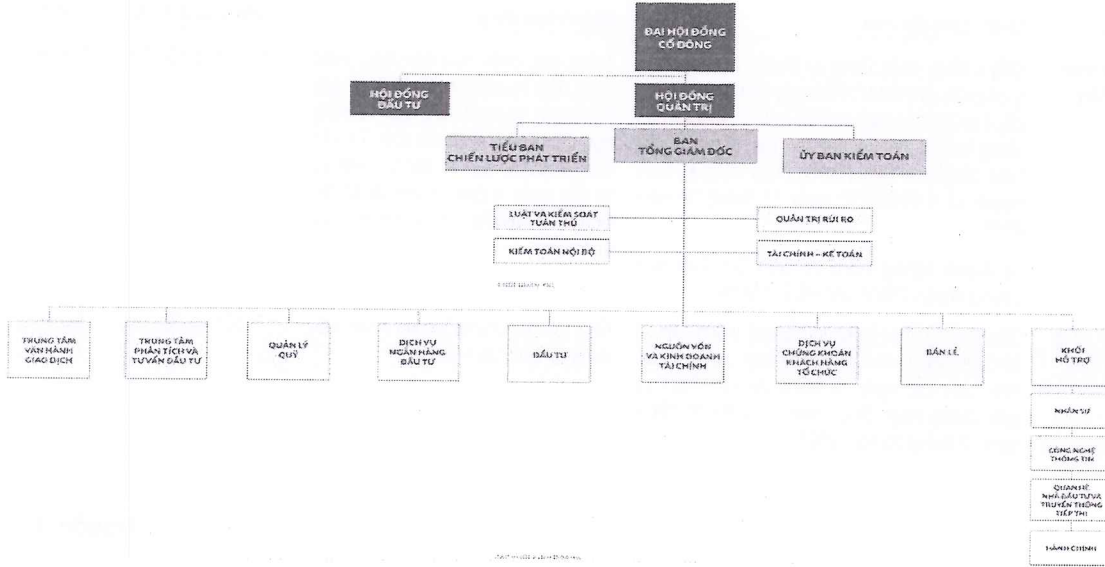 ĐẠI HỘI ĐỒNG
CỔ ĐÔNG
HỘI ĐỒNG
ĐẦU TƯ
HỘI ĐỒNG
QUẢN TRỊ
TIỂU BAN
CHIẾN LƯỢC PHÁT TRIỂN
BAN
TỔNG GIÁM ĐỐC
ỦY BAN KIỂM TOÁN
LUẬT VÀ KIỂM SOÁT
TUÂN THỦ
QUẢN TRỊ RỦI RO
KIỂM TOÁN NỘI BỘ
TÀI CHÍNH – KẾ TOÁN
TRUNG TÂM
VẬN HÀNH
GIAO DỊCH
TRUNG TÂM
PHÂN TÍCH VÀ
TƯ VẤN ĐẦU TƯ
QUẢN LÝ
QUỸ
DỊCH VỤ
NGÂN HÀNG
ĐẦU TƯ
ĐẦU TƯ
NGUỒN VỐN
VÀ KINH DOANH
TÀI CHÍNH
DỊCH VỤ
CHỨNG KHOÁN
KHÁCH HÀNG
TỔ CHỨC
BÁN LẺ
KHỐI
HỖ TRỢ
NHÂN SỰ
CÔNG NGHỆ
THÔNG TIN
QUAN HỆ
NHÀ ĐẦU TƯ VÀ
TRUYỀN THÔNG
TIẾP THỊ
HÀNH CHÍNH